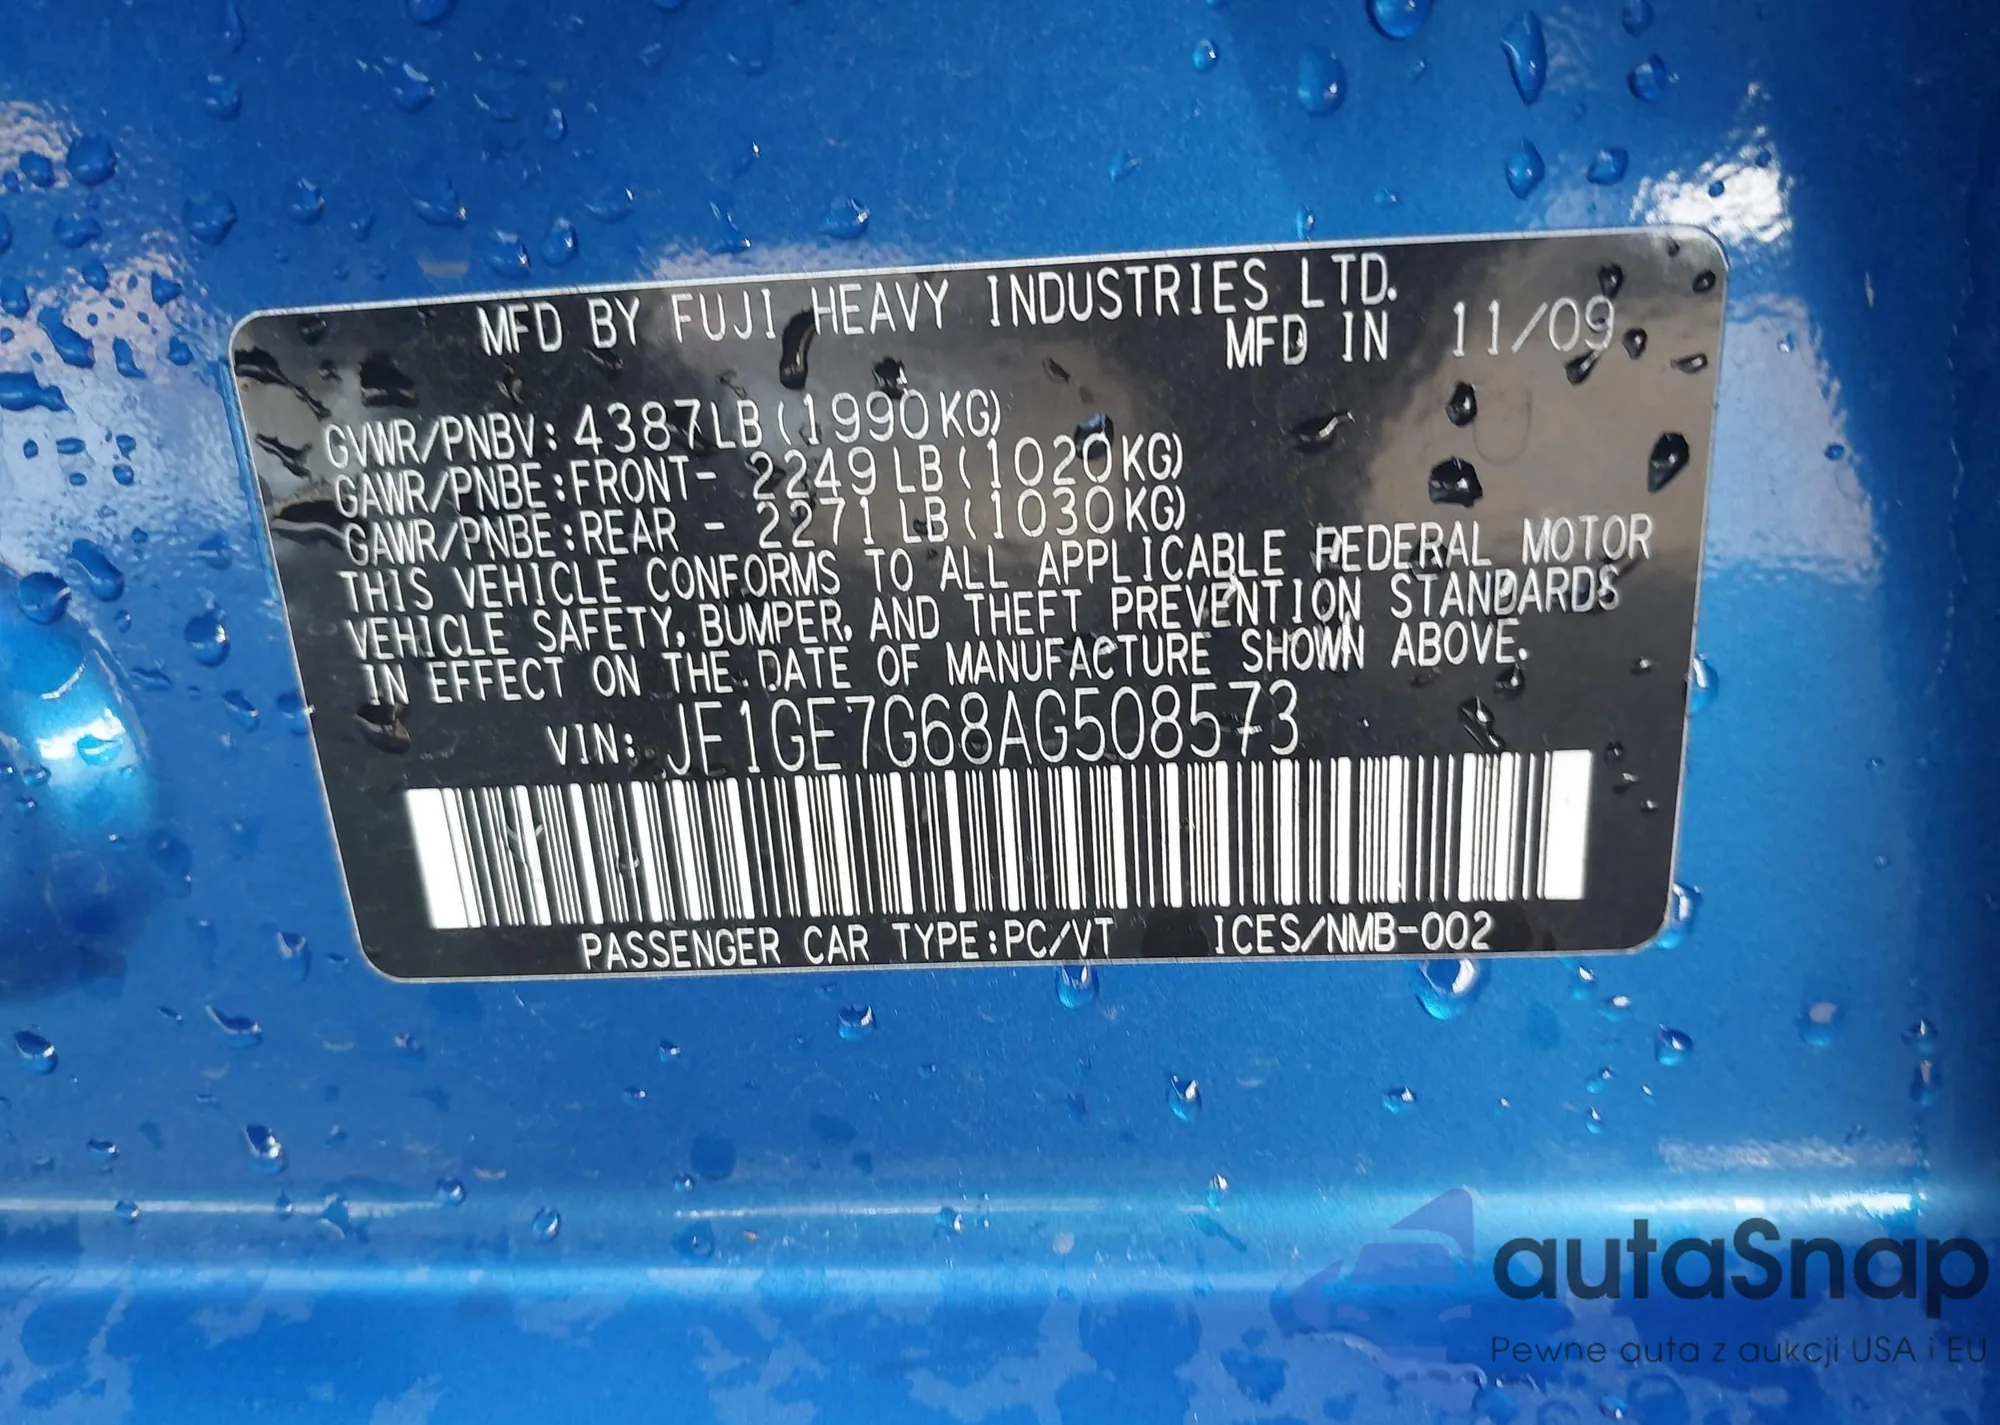 MFD BY FUJI HEAVY INDUSTRIES LTD.
MFD IN 11/09
GVWR/PNBV: 4387LB(1990KG)
GAWR/PNBE:FRONT- 2249LB(1020KG)
GAWR/PNBE:REAR - 2271LB(1030KG)
THIS VEHICLE CONFORMS TO ALL APPLICABLE FEDERAL MOTOR
VEHICLE SAFETY, BUMPER, AND THEFT PREVENTION STANDARDS
IN EFFECT ON THE DATE OF MANUFACTURE SHOWN ABOVE.
VIN: JF1GE7G68AG508573
PASSENGER CAR TYPE:PC/VT ICES/NMB-002
autaSnap
Pewne auta z aukcji USA i EU